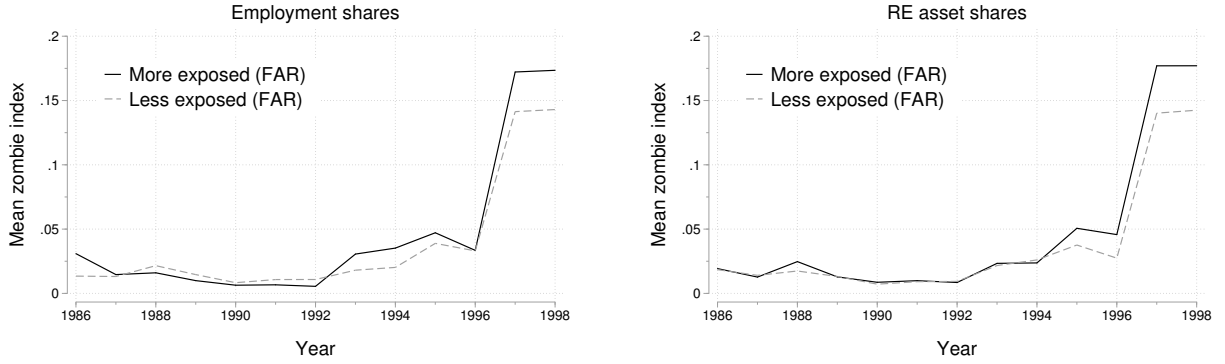 Employment shares
Mean zombie index
.2
.15
.1
.05
0
More exposed (FAR)
Less exposed (FAR)
1986 1988 1990 1992 1994 1996 1998
Year
RE asset shares
Mean zombie index
.2
.15
.1
.05
0
More exposed (FAR)
Less exposed (FAR)
1986 1988 1990 1992 1994 1996 1998
Year